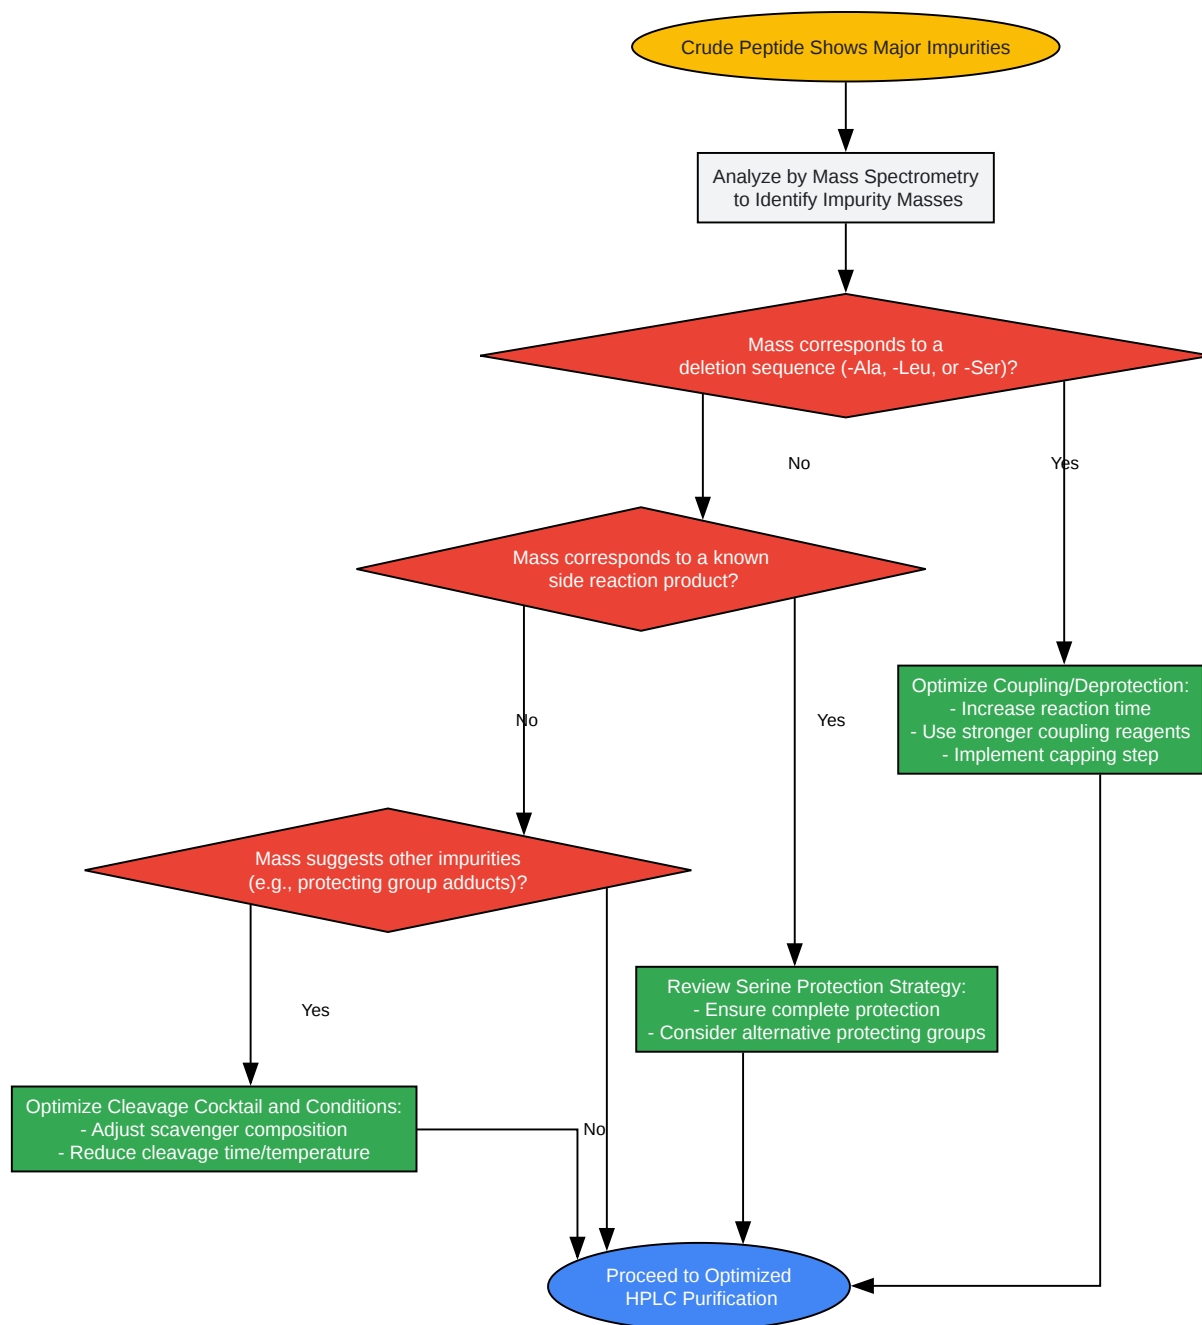 Crude Peptide Shows Major Impurities
Analyze by Mass Spectrometry
to Identify Impurity Masses
Mass corresponds to a
deletion sequence (-Ala, -Leu, or -Ser)?
No
Yes
Mass corresponds to a known
side reaction product?
Optimize Coupling/Deprotection:
- Increase reaction time
- Use stronger coupling reagents
- Implement capping step
No
Yes
Mass suggests other impurities
(e.g., protecting group adducts)?
Review Serine Protection Strategy:
- Ensure complete protection
- Consider alternative protecting groups
Yes
Optimize Cleavage Cocktail and Conditions:
- Adjust scavenger composition
- Reduce cleavage time/temperature
No
Proceed to Optimized
HPLC Purification